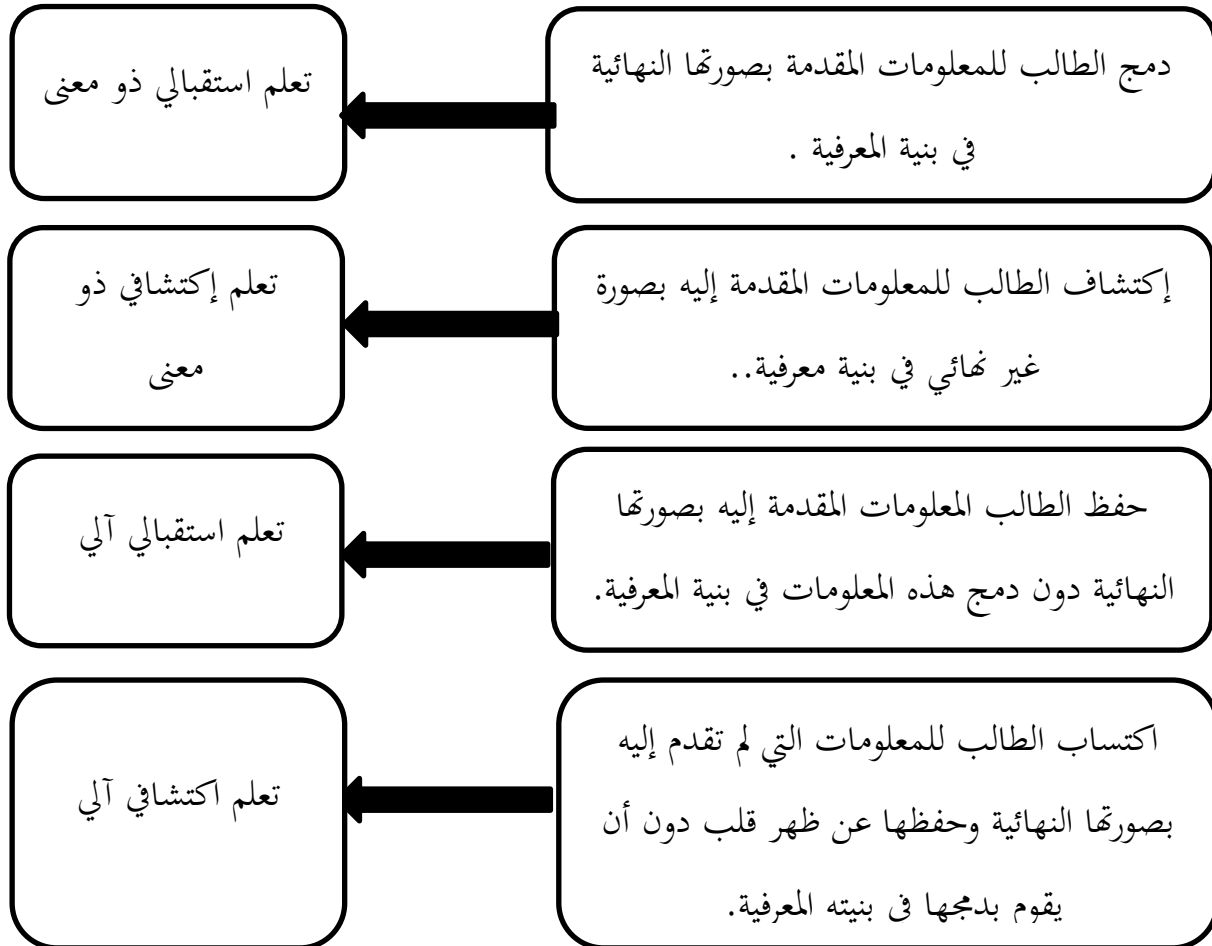 دمج الطالب للمعلومات المقدمة بصورتها النهائية
في بنية المعرفية .
تعلم استقبالي ذو معنى
إكتشاف الطالب للمعلومات المقدمة إليه بصورة
غير نهائي في بنية معرفية..
تعلم إكتشافي ذو
معنى
حفظ الطالب المعلومات المقدمة إليه بصورتها
النهائية دون دمج هذه المعلومات في بنية المعرفية.
تعلم استقبالي آلي
اكتساب الطالب للمعلومات التي لم تقدم إليه
بصورتها النهائية وحفظها عن ظهر قلب دون أن
يقوم بدمجها في بنيته المعرفية.
تعلم اكتشافي آلي